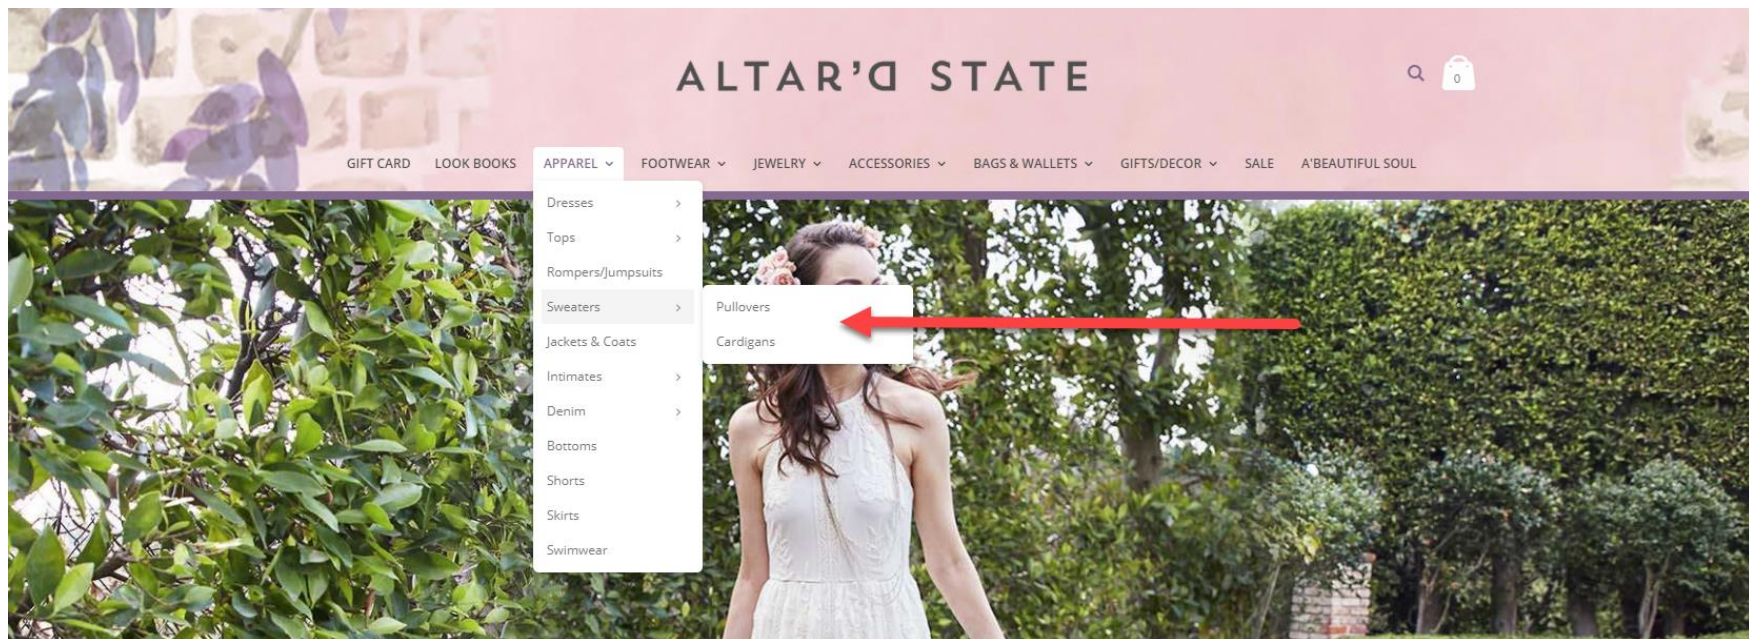 ALTAR'D STATE
0
GIFT CARD LOOK BOOKS APPAREL FOOTWEAR JEWELRY ACCESSORIES BAGS & WALLETS GIFTS/DECOR SALE A'BEAUTIFUL SOUL
Dresses
Tops
Rompers/Jumpsuits
Sweaters
Pullovers
Jackets & Coats
Cardigans
Intimates
Denim
Bottoms
Shorts
Skirts
Swimwear